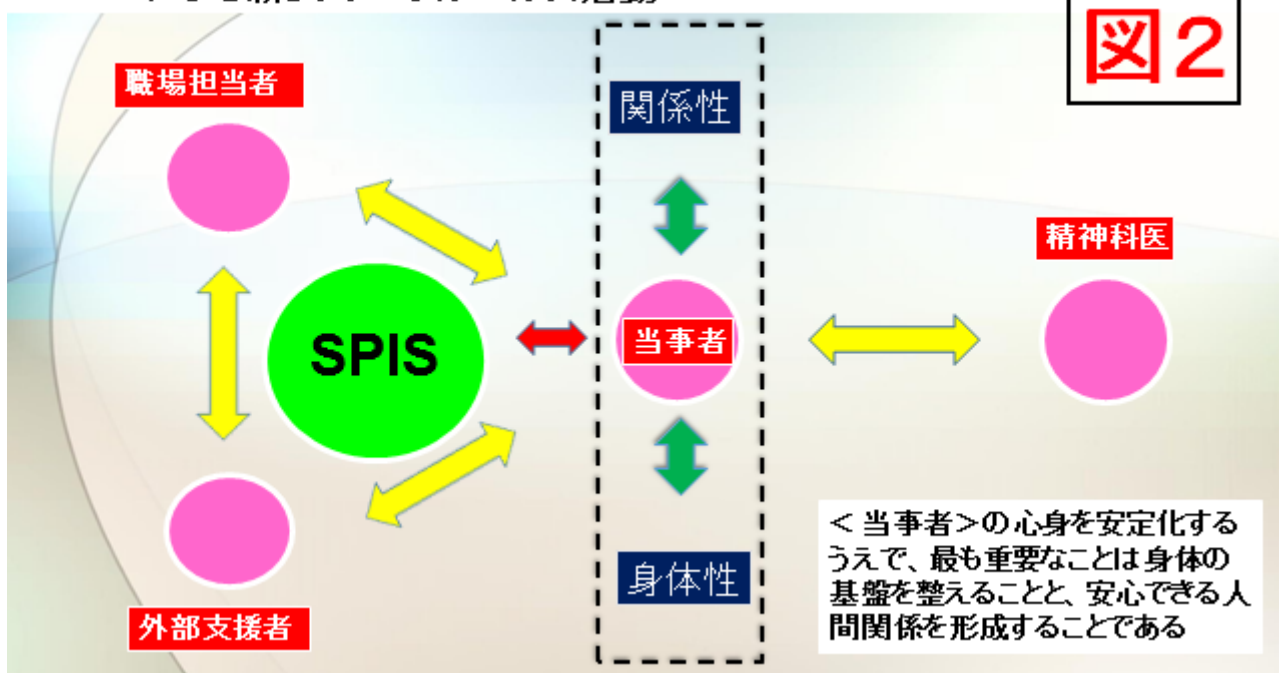 図2
職場担当者
関係性
精神科医
SPIS
当事者
身体性
外部支援者
<当事者>の心身を安定化する
うえで、最も重要なことは身体の
基盤を整えることと、安心できる人
間関係を形成することである